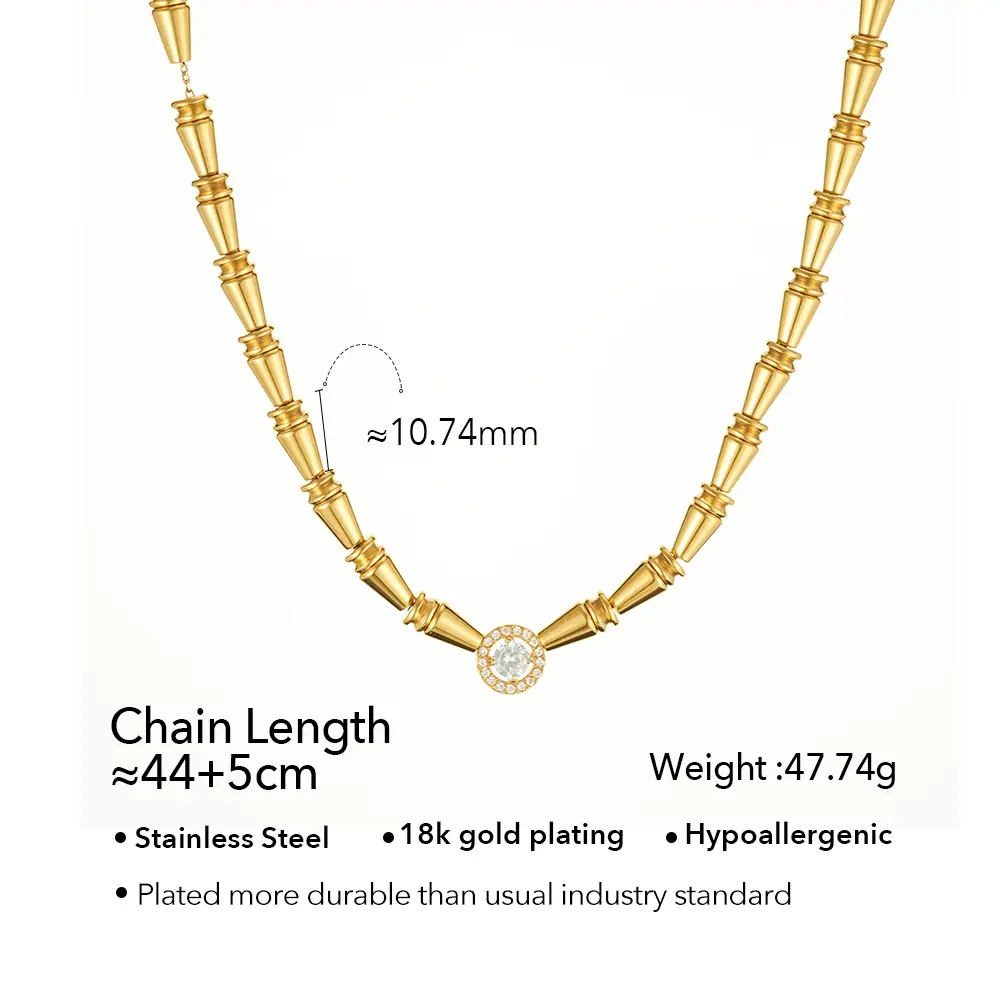 ≈10.74mm
Chain Length
≈44+5cm
Weight :47.74g
• Stainless Steel
• 18k gold plating
• Hypoallergenic
• Plated more durable than usual industry standard